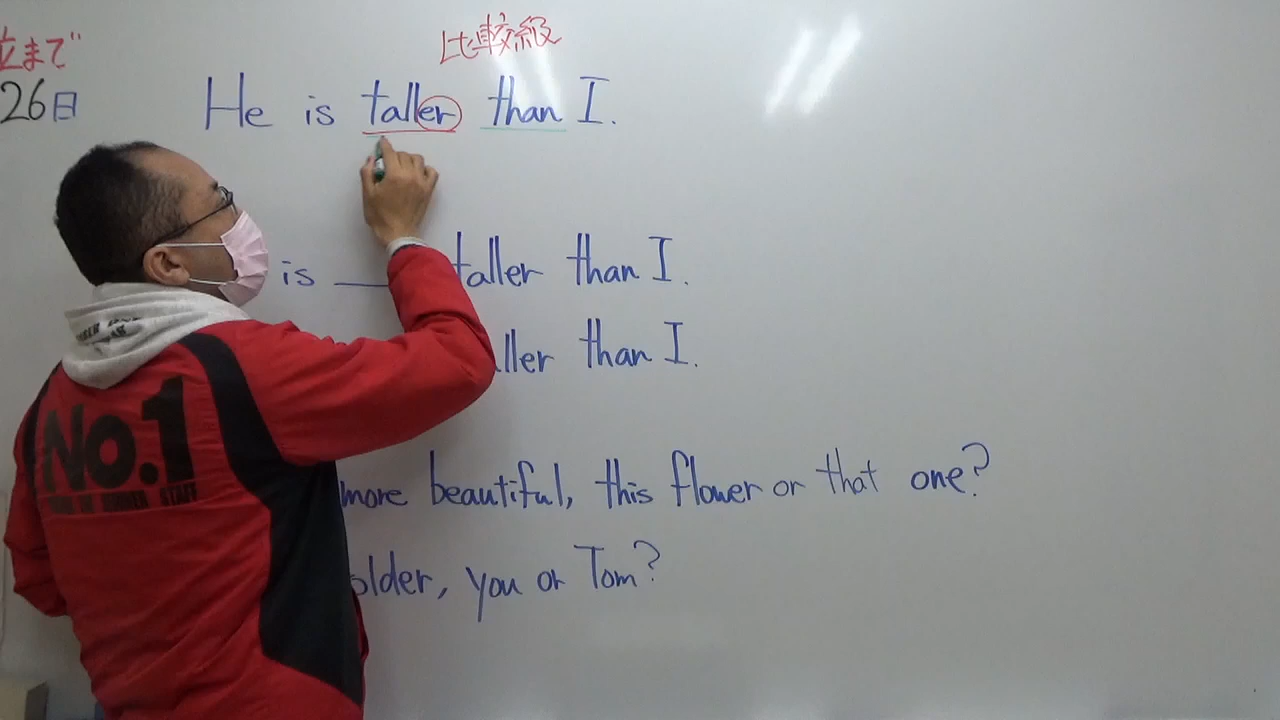 比較級
立まで
26日
He is taller than I.
is taller than I.
ller than I.
more beautiful, this flower or that one?
older, you or Tom?
No.1